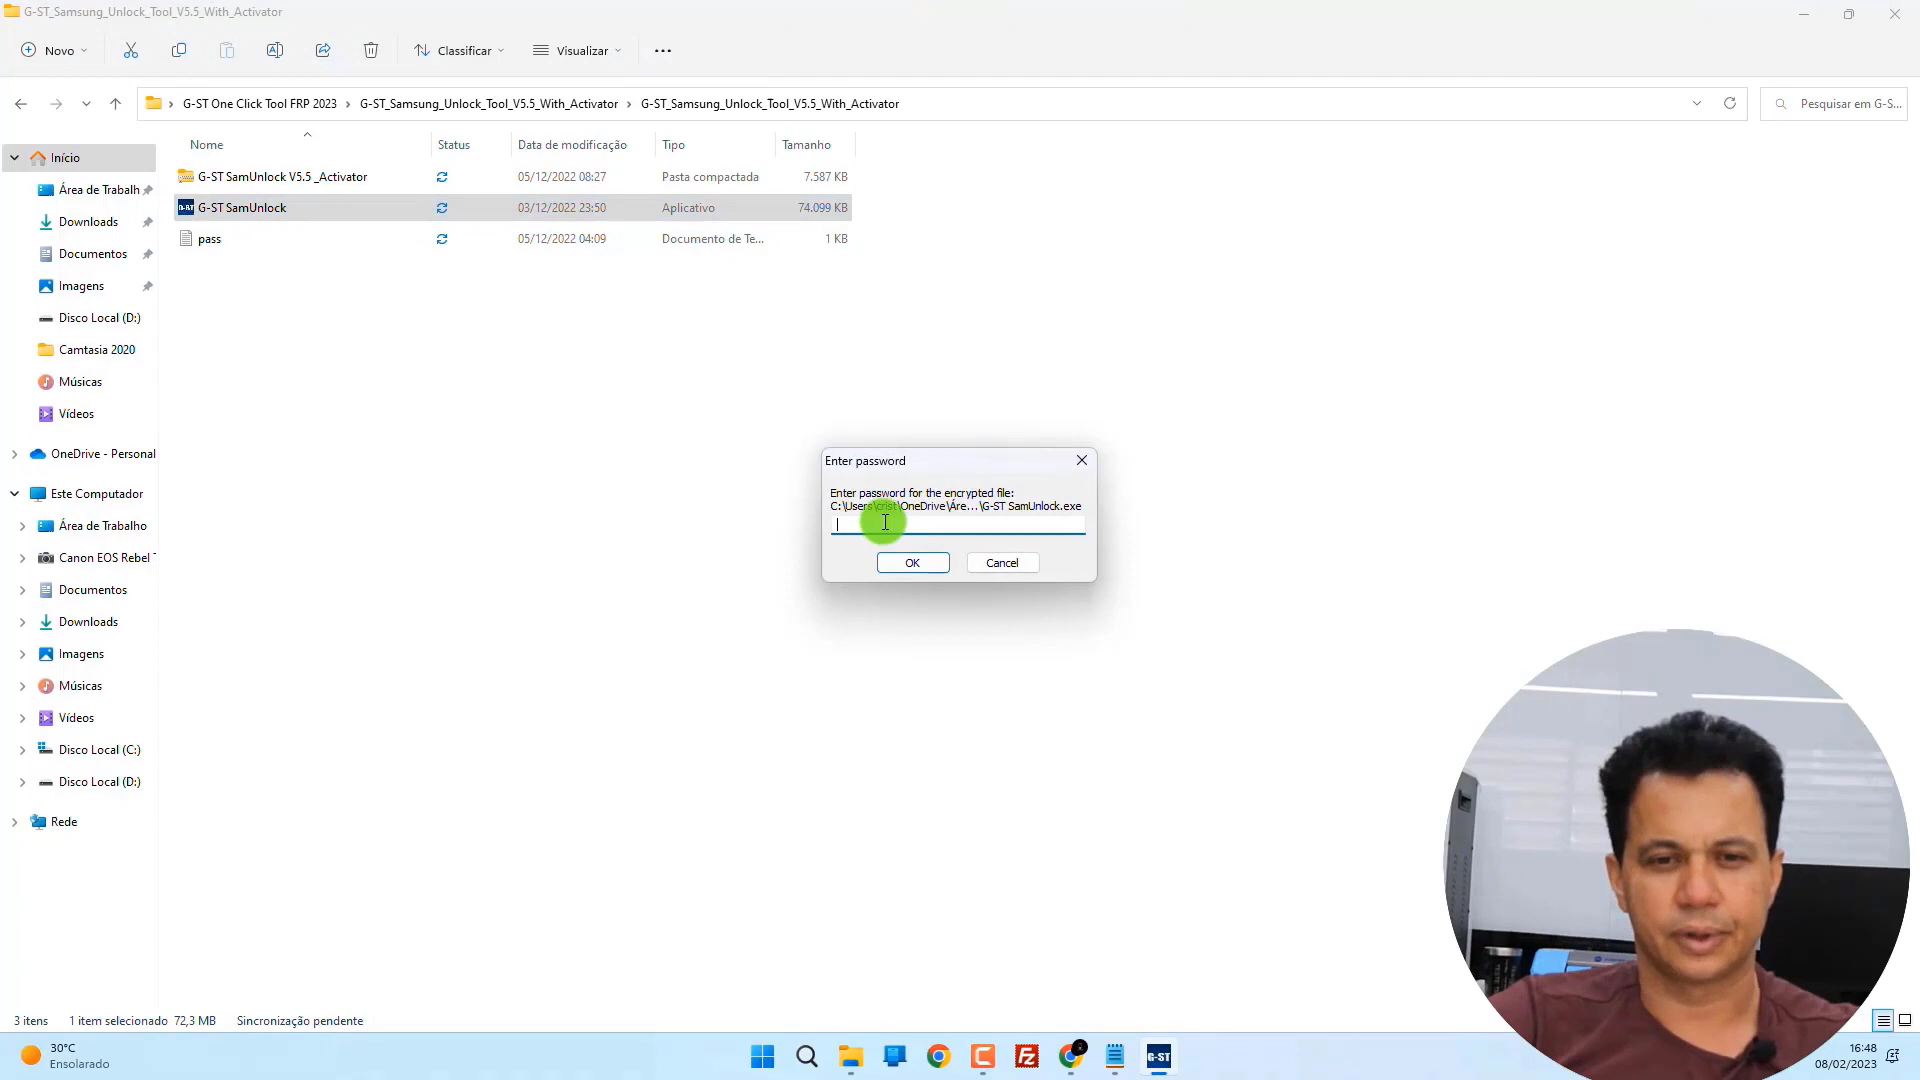 G-ST_Samsung_Unlock_Tool_V5.5_With_Activator
Novo
Classificar
Visualizar
G-ST One Click Tool FRP 2023 > G-ST_Samsung_Unlock_Tool_V5.5_With_Activator > G-ST_Samsung_Unlock_Tool_V5.5_With_Activator
Pesquisar em G-S...
Nome Status Data de modificação Tipo Tamanho
G-ST SamUnlock V5.5 _Activator 05/12/2022 08:27 Pasta compactada 7.587 KB
G-ST SamUnlock 03/12/2022 23:50 Aplicativo 74.099 KB
pass 05/12/2022 04:09 Documento de Te... 1 KB
Início
Área de Trabalh
Downloads
Documentos
Imagens
Disco Local (D:)
Camtasia 2020
Músicas
Vídeos
OneDrive - Personal
Este Computador
Área de Trabalho
Canon EOS Rebel T
Documentos
Downloads
Imagens
Músicas
Vídeos
Disco Local (C:)
Disco Local (D:)
Rede
Enter password
Enter password for the encrypted file:
C:\Users\crist\OneDrive\Áre...\G-ST SamUnlock.exe
OK Cancel
3 itens 1 item selecionado 72,3 MB Sincronização pendente
30°C
Ensolarado
G-ST
16:48
08/02/2023